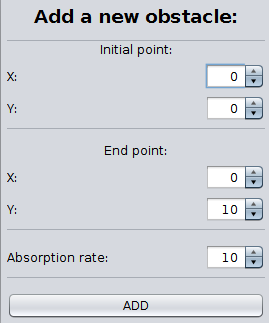 Add a new obstacle:
Initial point:
X: 0
Y: 0
End point:
X: 0
Y: 10
Absorption rate: 10
ADD